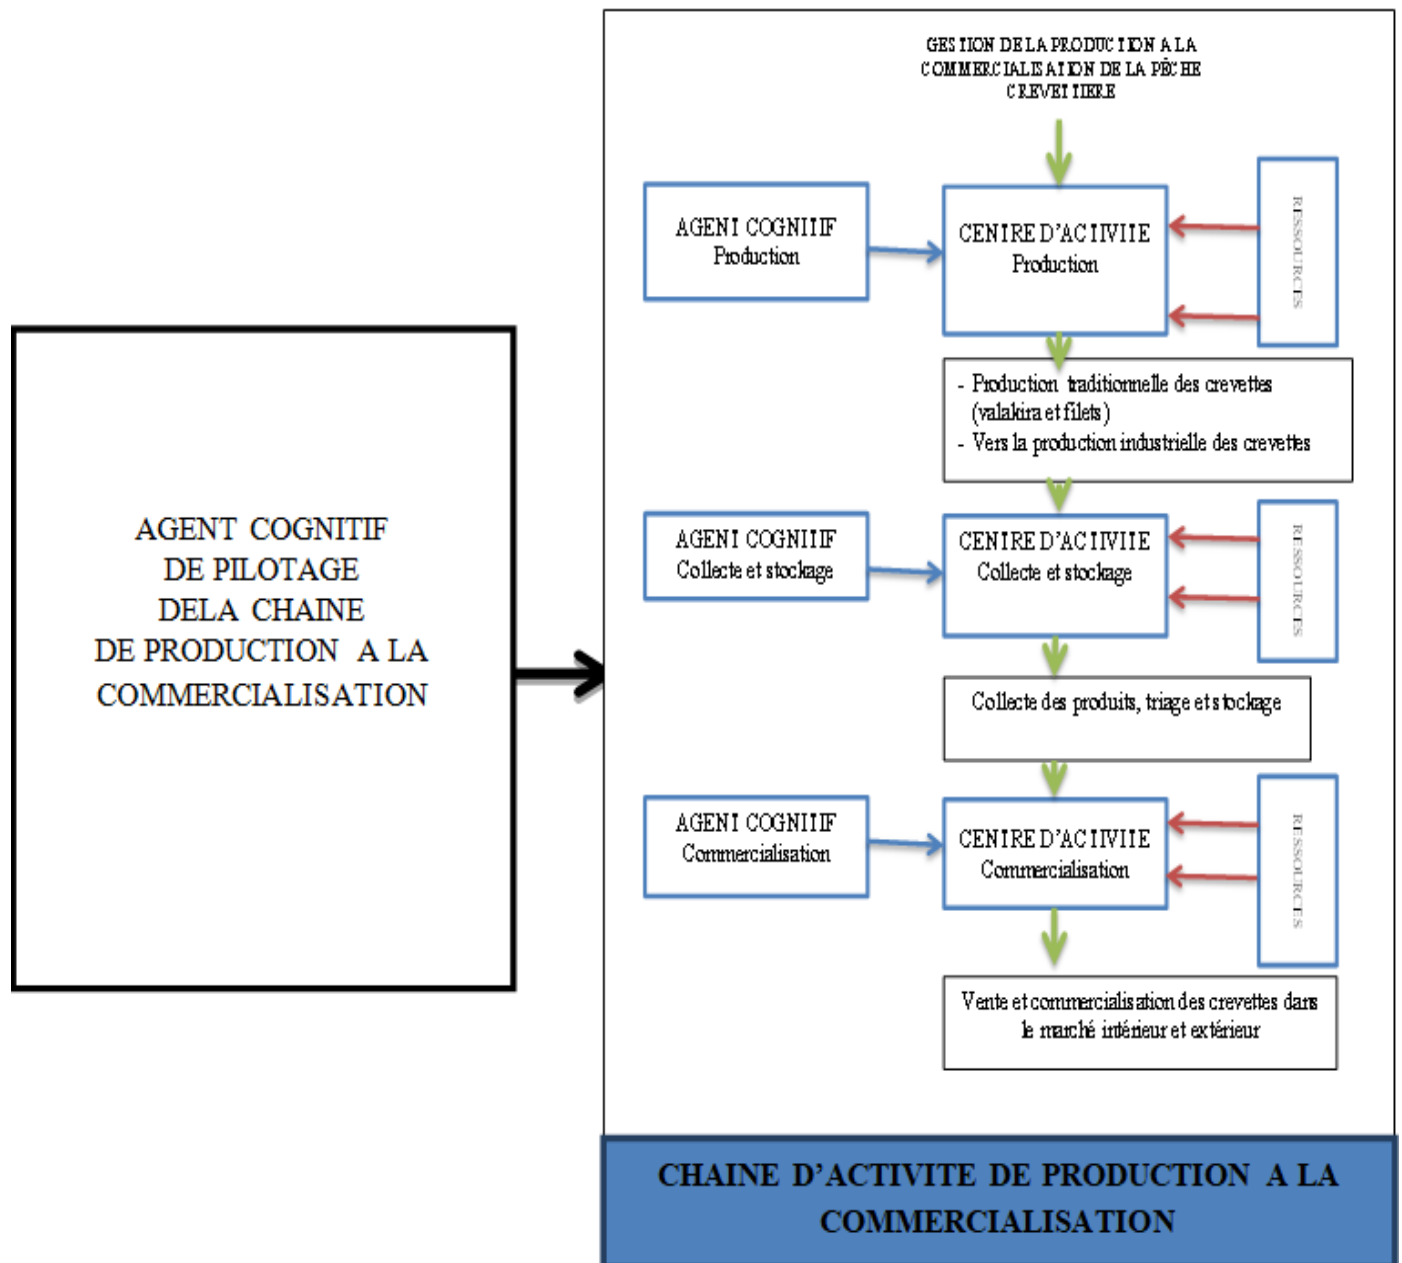 GESTION DE LA PRODUCTION A LA
COMMERCIALISATION DE LA PÊCHE
CREVETTIERE
AGENT COGNITIF
Production
CENTRE D'ACTIVITE
Production
RESSOURCES
- Production traditionnelle des crevettes
(valakira et filets)
- Vers la production industrielle des crevettes
AGENT COGNITIF
DE PILOTAGE
DELA CHAINE
DE PRODUCTION A LA
COMMERCIALISATION
AGENT COGNITIF
Collecte et stockage
CENTRE D'ACTIVITE
Collecte et stockage
RESSOURCES
Collecte des produits, triage et stockage
AGENT COGNITIF
Commercialisation
CENTRE D'ACTIVITE
Commercialisation
RESSOURCES
Vente et commercialisation des crevettes dans
le marché intérieur et extérieur
CHAINE D'ACTIVITE DE PRODUCTION A LA
COMMERCIALISATION